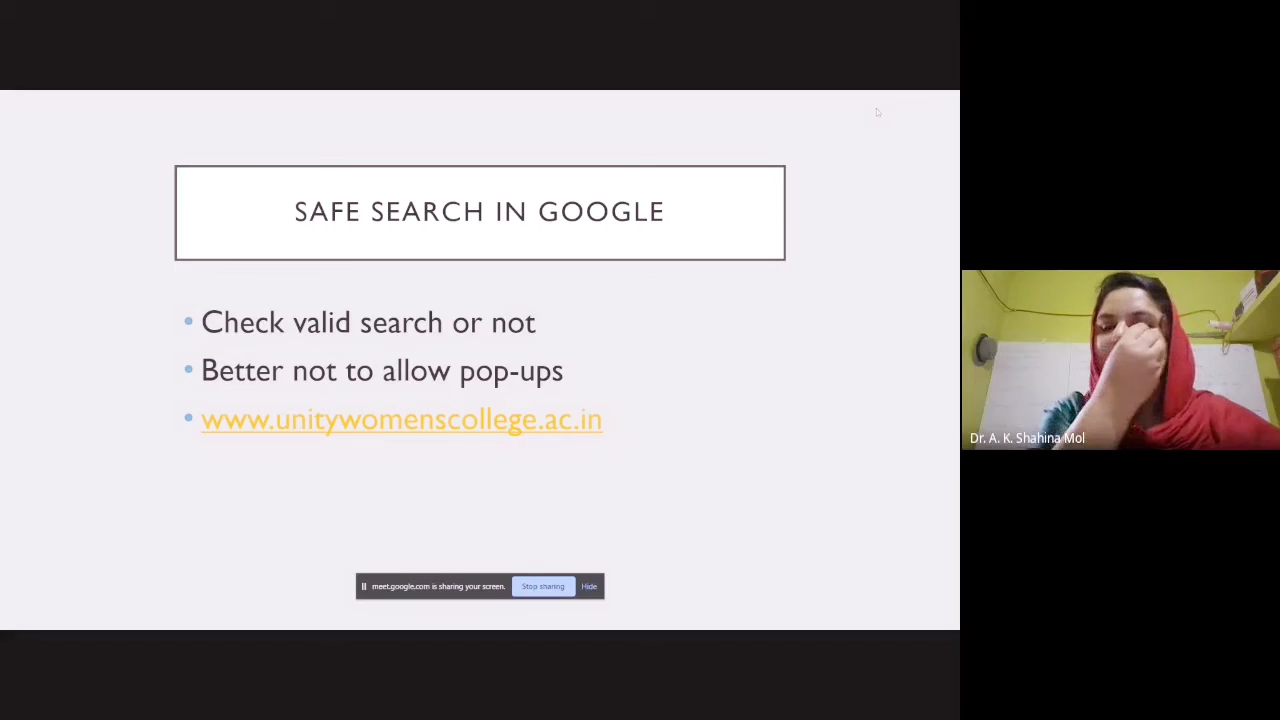 SAFE SEARCH IN GOOGLE
• Check valid search or not
• Better not to allow pop-ups
• www.unitywomenscollege.ac.in
meet.google.com is sharing your screen. Stop sharing Hide
Dr. A. K. Shahina Mol